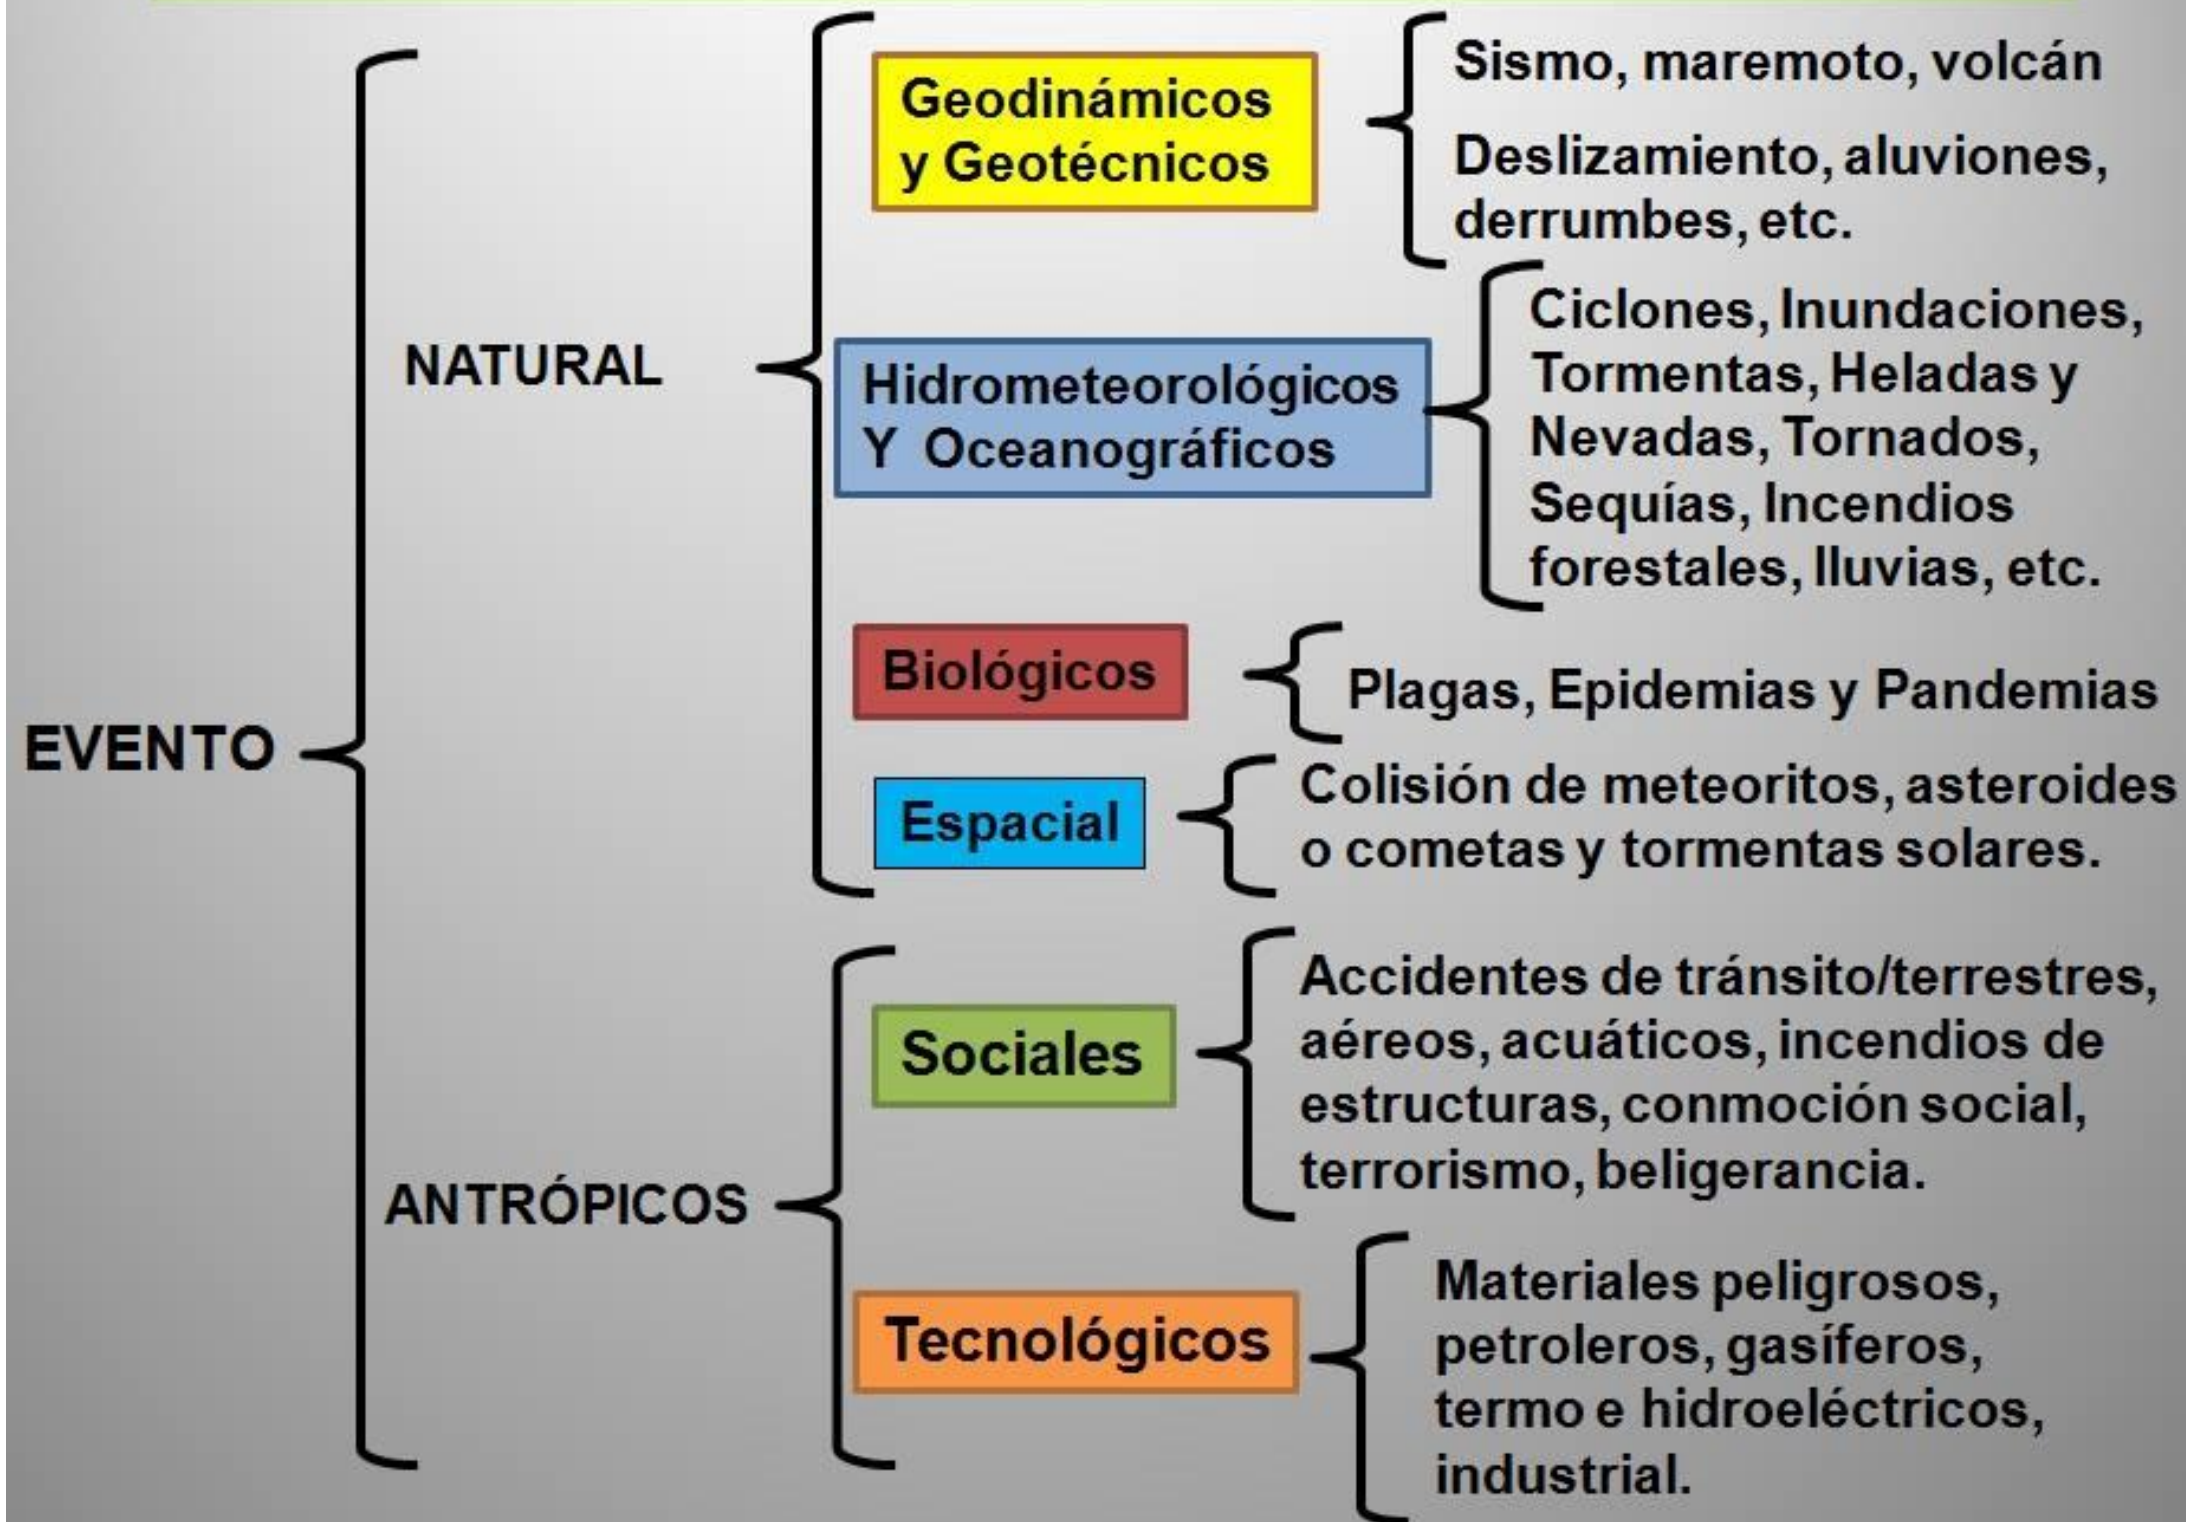 EVENTO
NATURAL
Geodinámicos
y Geotécnicos
Sismo, maremoto, volcán
Deslizamiento, aluviones,
derrumbes, etc.
Hidrometeorológicos
Y Oceanográficos
Ciclones, Inundaciones,
Tormentas, Heladas y
Nevadas, Tornados,
Sequías, Incendios
forestales, lluvias, etc.
Biológicos
Plagas, Epidemias y Pandemias
Espacial
Colisión de meteoritos, asteroides
o cometas y tormentas solares.
ANTRÓPICOS
Sociales
Accidentes de tránsito/terrestres,
aéreos, acuáticos, incendios de
estructuras, conmoción social,
terrorismo, beligerancia.
Tecnológicos
Materiales peligrosos,
petroleros, gasíferos,
termo e hidroeléctricos,
industrial.